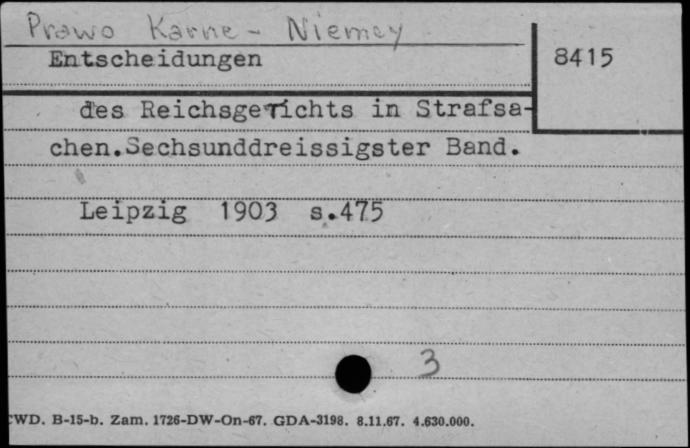 Prawo Karne - Niemcy
Entscheidungen
8415
des Reichsgerichts in Strafsa-
chen.Sechsunddreissigster Band.
Leipzig 1903 s.475
3
CWD. B-15-b. Zam. 1726-DW-On-67. GDA-3198. 8.11.67. 4.630.000.